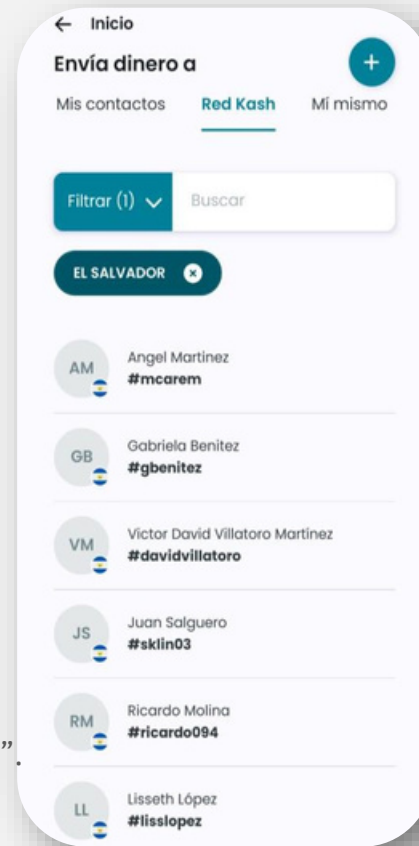 ← Inicio
Envía dinero a
+
Mis contactos Red Kash Mí mismo
Filtrar (1) Buscar
EL SALVADOR
AM Angel Martinez
#mcarem
GB Gabriela Benitez
#gbenitez
VM Victor David Villatoro Martínez
#davidvillatoro
JS Juan Salguero
#sklin03
RM Ricardo Molina
#ricardo094
”.
LL Lisseth López
#lisslopez